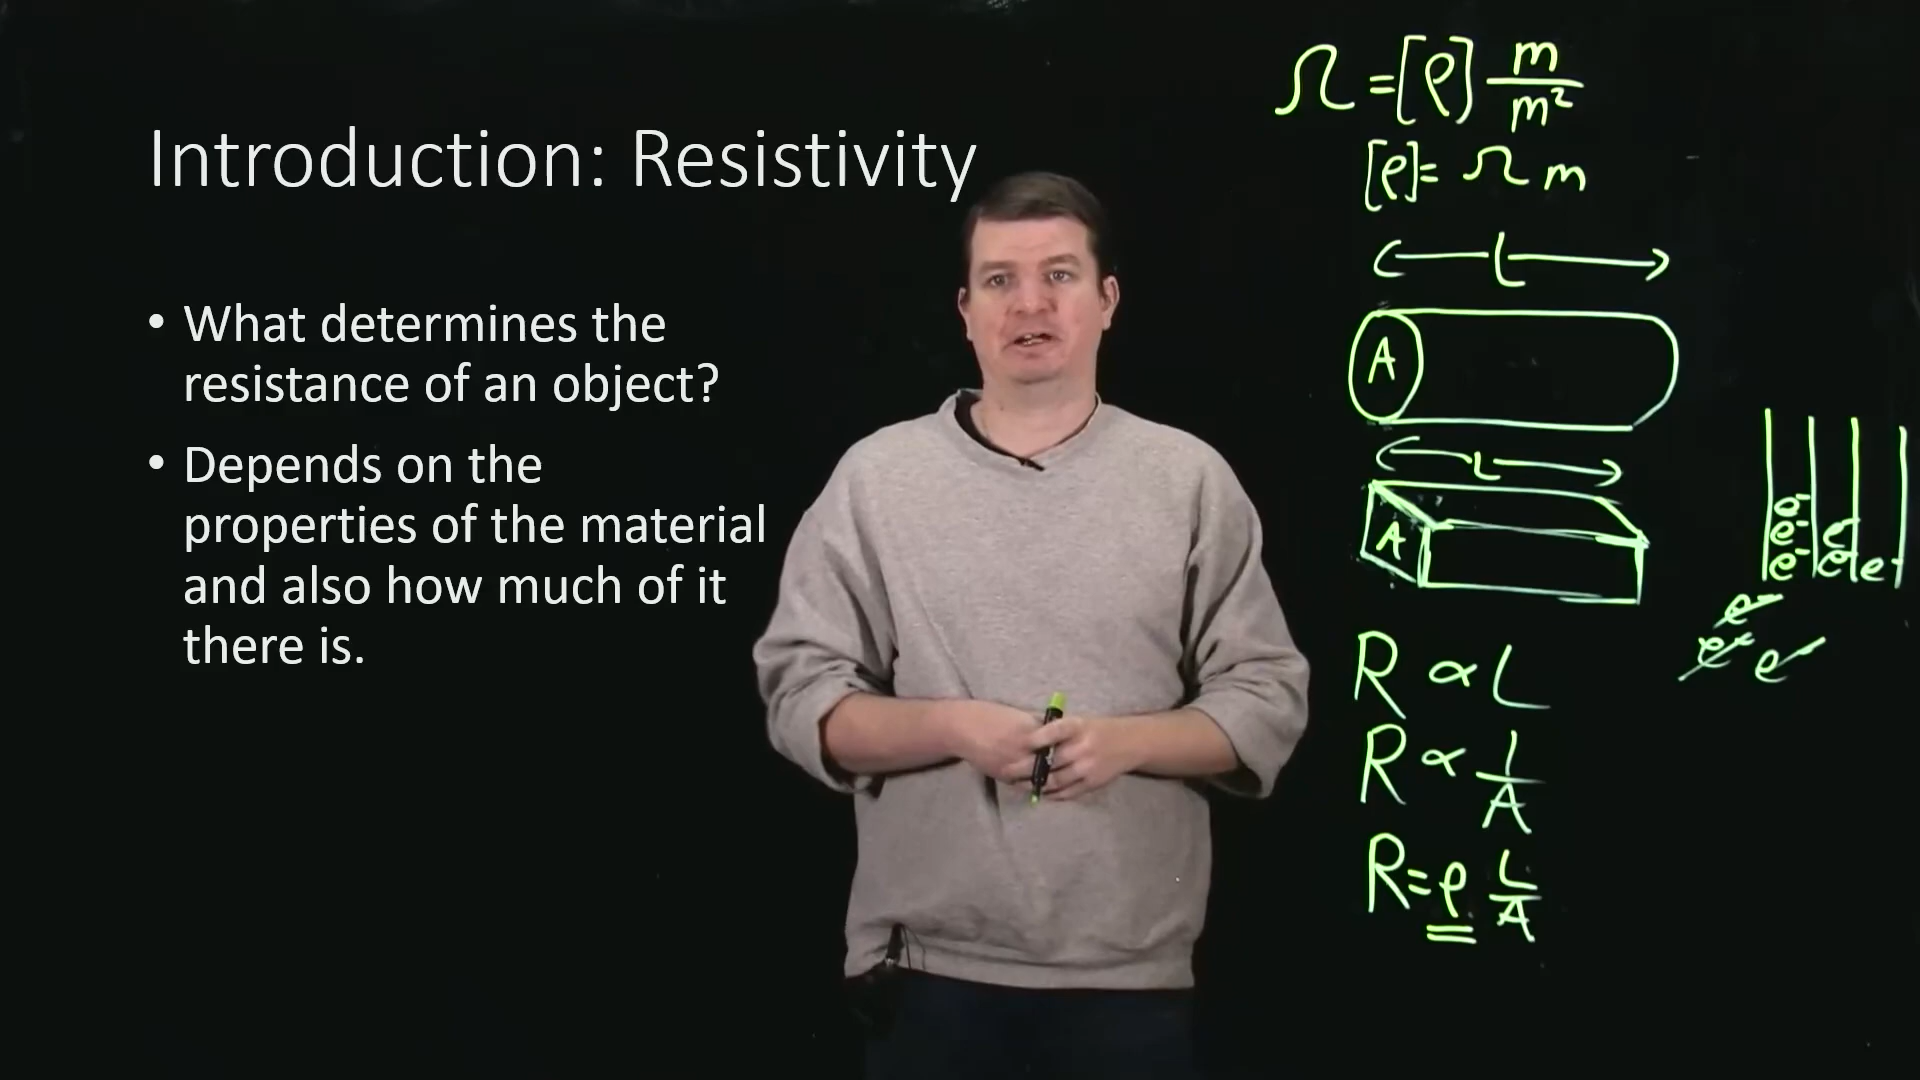 Introduction: Resistivity
• What determines the
resistance of an object?
• Depends on the
properties of the material
and also how much of it
there is.
Ω = [ρ] m/m²
[ρ] = Ω m
L
A
L
A
e⁻
e⁻ e⁻
e⁻ e⁻ e⁻
e⁻
e⁻ e⁻
R ∝ L
R ∝ 1/A
R = ρ L/A